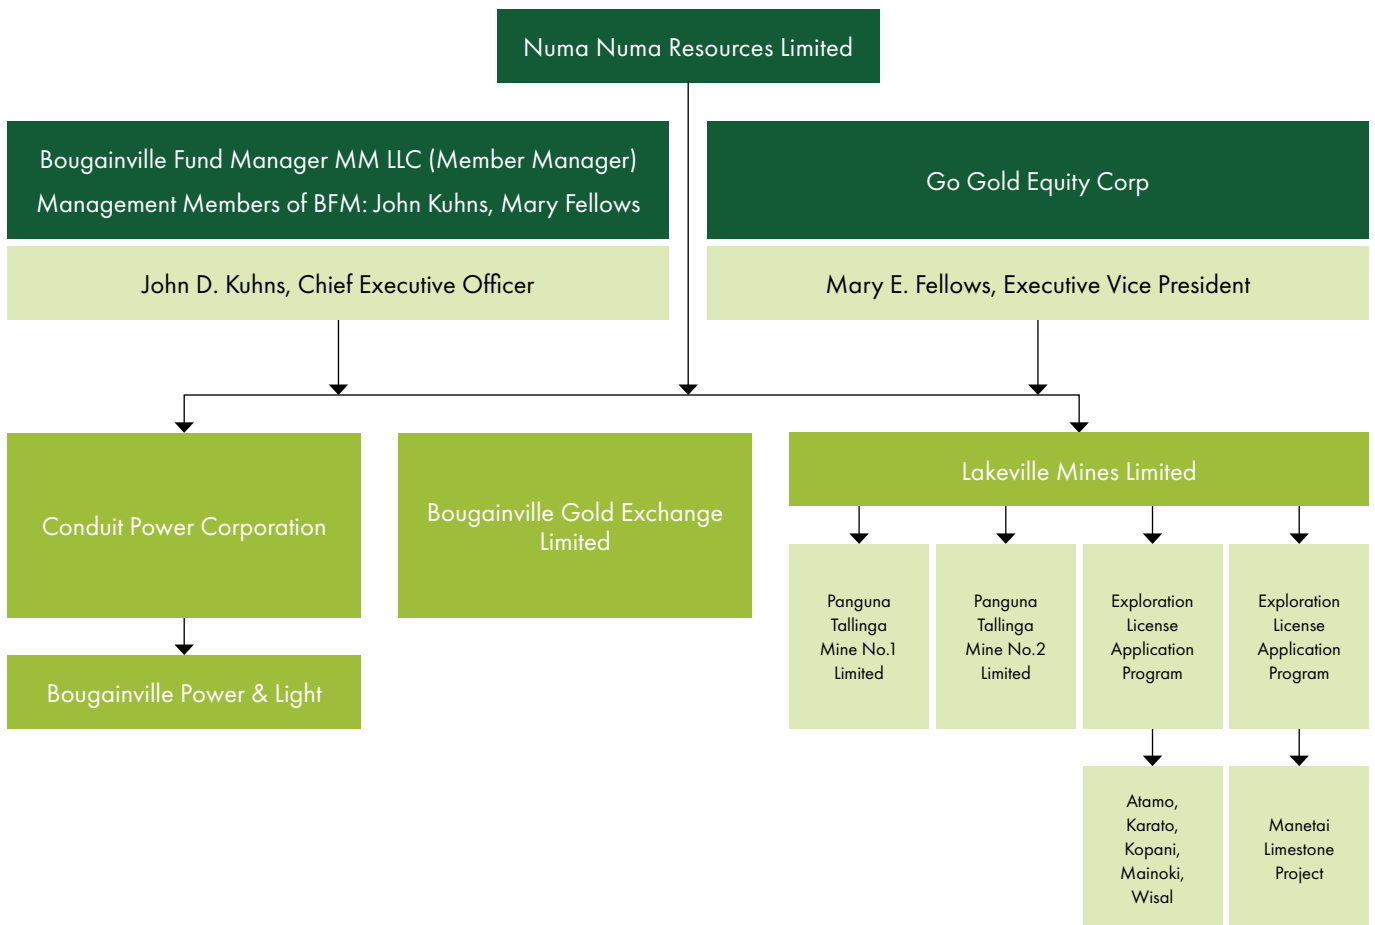 Numa Numa Resources Limited
Bougainville Fund Manager MM LLC (Member Manager)
Management Members of BFM: John Kuhns, Mary Fellows
Go Gold Equity Corp
John D. Kuhns, Chief Executive Officer
Mary E. Fellows, Executive Vice President
Conduit Power Corporation
Bougainville Gold Exchange
Limited
Lakeville Mines Limited
Panguna
Tallinga
Mine No.1
Limited
Panguna
Tallinga
Mine No.2
Limited
Exploration
License
Application
Program
Exploration
License
Application
Program
Bougainville Power & Light
Atamo,
Karato,
Kopani,
Mainoki,
Wisal
Manetai
Limestone
Project